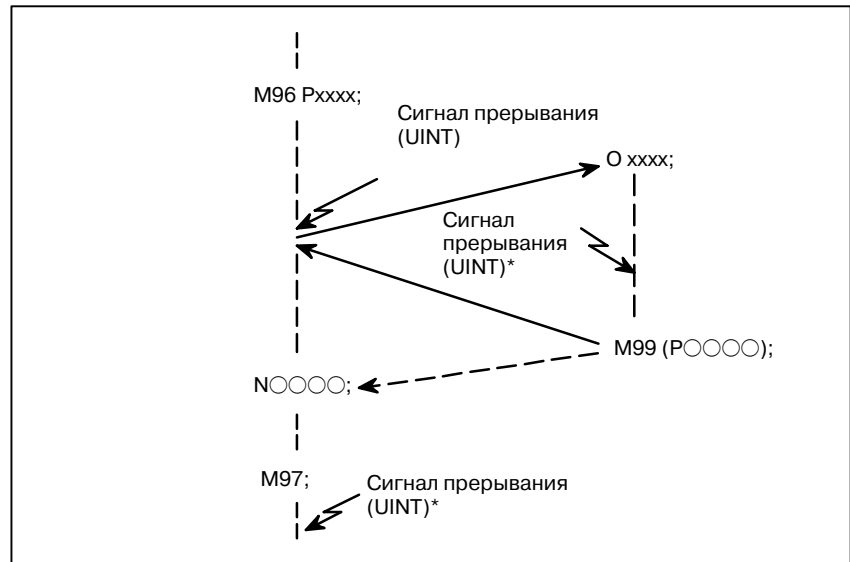 M96 Pxxxx;
Сигнал прерывания
(UINT)
O xxxx;
Сигнал
прерывания
(UINT)*
M99 (P○○○○);
N○○○○;
M97;
Сигнал прерывания
(UINT)*